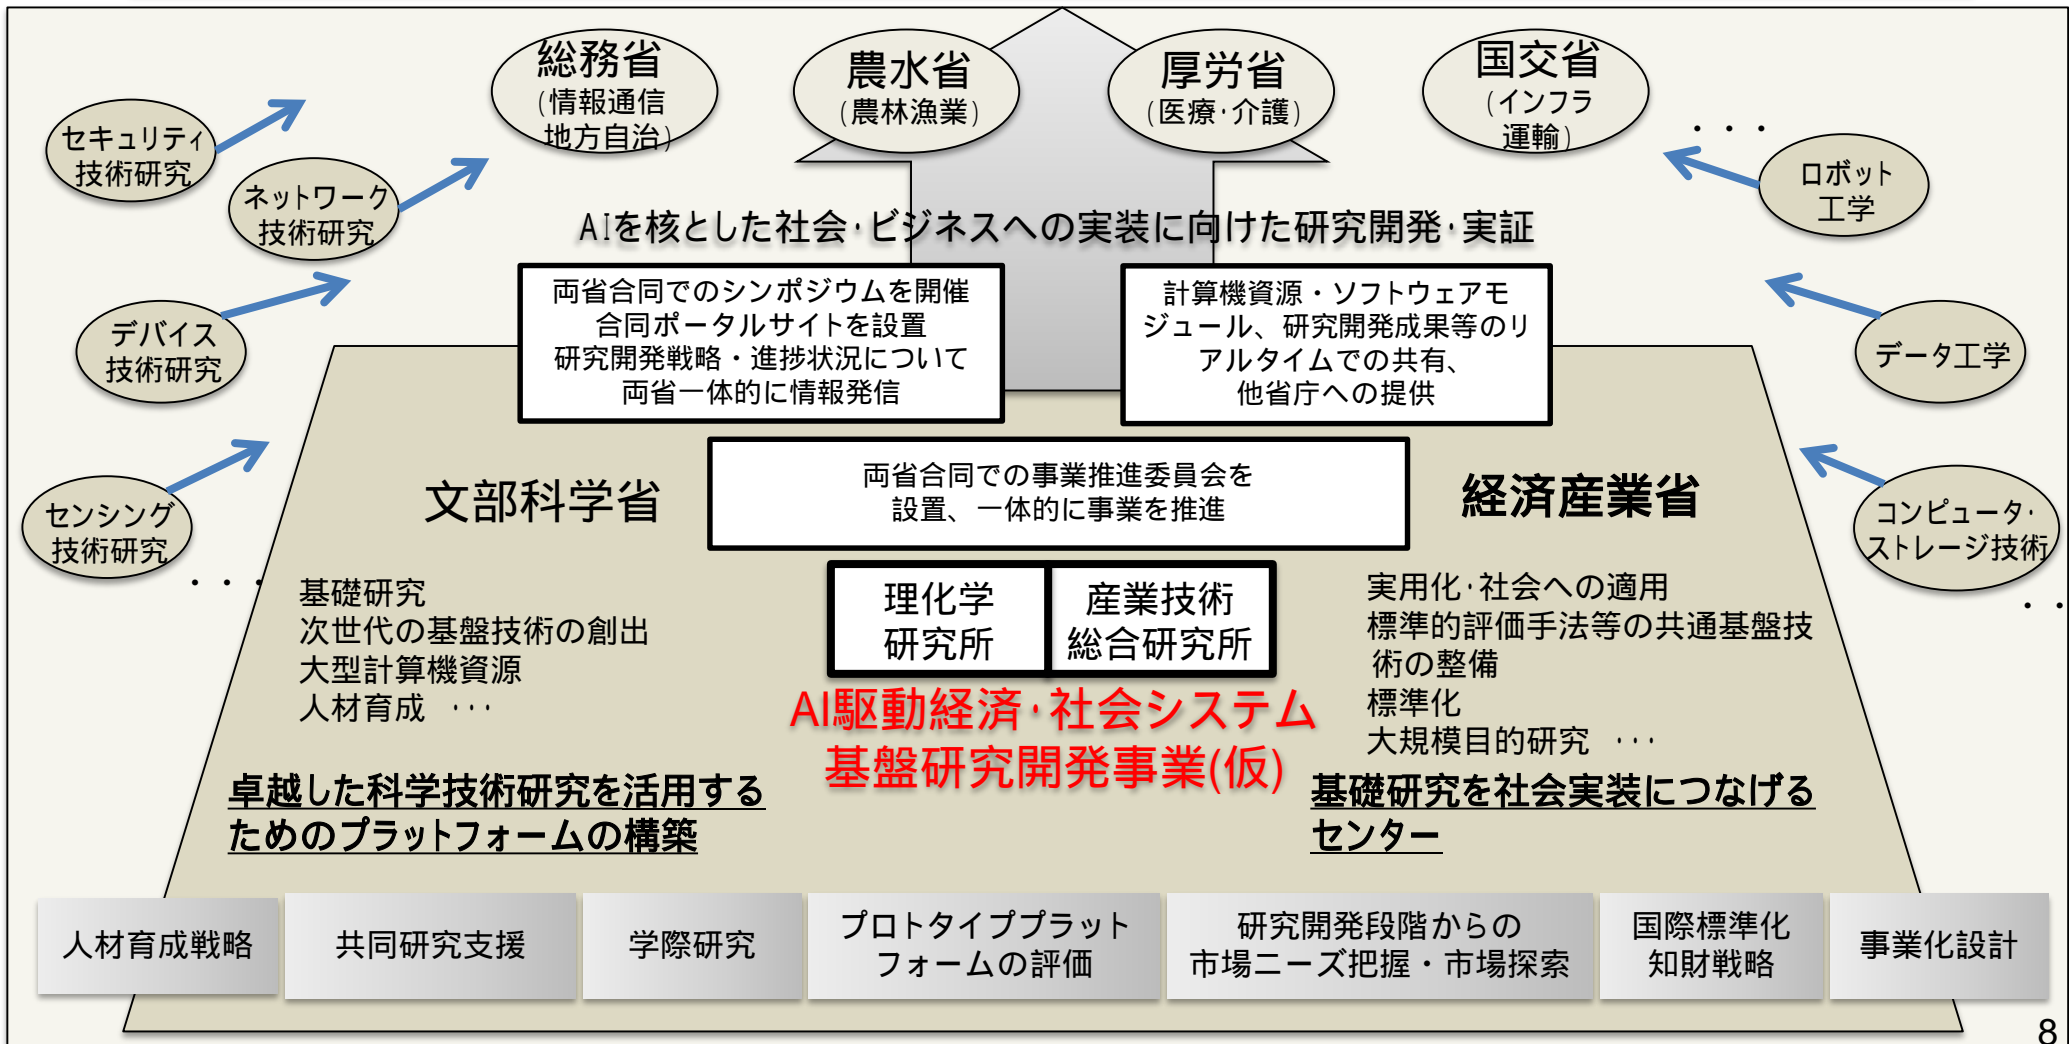 総務省
(情報通信
地方自治)
農水省
(農林漁業)
厚労省
(医療・介護)
国交省
(インフラ
運輸)
・・・
セキュリティ
技術研究
ネットワーク
技術研究
デバイス
技術研究
センシング
技術研究
・・・
ロボット
工学
データ工学
コンピュータ・
ストレージ技術
・・
AIを核とした社会・ビジネスへの実装に向けた研究開発・実証
両省合同でのシンポジウムを開催
合同ポータルサイトを設置
研究開発戦略・進捗状況について
両省一体的に情報発信
計算機資源・ソフトウェアモ
ジュール、研究開発成果等のリ
アルタイムでの共有、
他省庁への提供
文部科学省
両省合同での事業推進委員会を
設置、一体的に事業を推進
経済産業省
基礎研究
次世代の基盤技術の創出
大型計算機資源
人材育成 ・・・
理化学
研究所
産業技術
総合研究所
実用化・社会への適用
標準的評価手法等の共通基盤技
術の整備
標準化
大規模目的研究 ・・・
AI駆動経済・社会システム
基盤研究開発事業(仮)
卓越した科学技術研究を活用する
ためのプラットフォームの構築
基礎研究を社会実装につなげる
センター
人材育成戦略
共同研究支援
学際研究
プロトタイププラット
フォームの評価
研究開発段階からの
市場ニーズ把握・市場探索
国際標準化
知財戦略
事業化設計
8